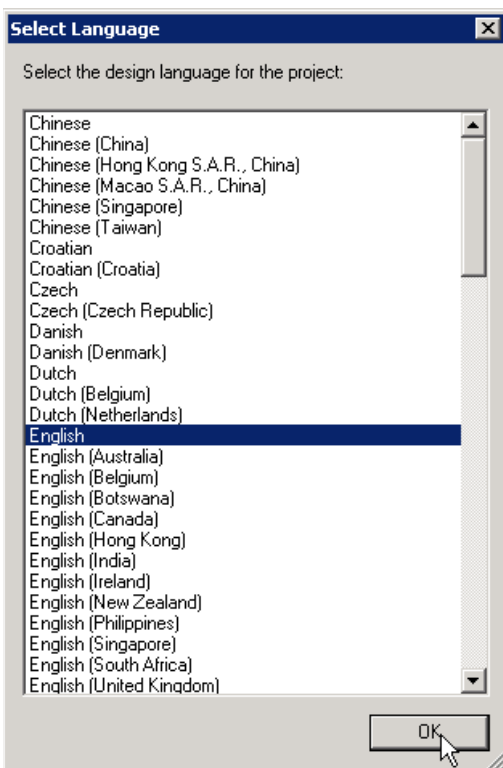 Select Language
Select the design language for the project:
Chinese
Chinese (China)
Chinese (Hong Kong S.A.R., China)
Chinese (Macao S.A.R., China)
Chinese (Singapore)
Chinese (Taiwan)
Croatian
Croatian (Croatia)
Czech
Czech (Czech Republic)
Danish
Danish (Denmark)
Dutch
Dutch (Belgium)
Dutch (Netherlands)
English
English (Australia)
English (Belgium)
English (Botswana)
English (Canada)
English (Hong Kong)
English (India)
English (Ireland)
English (New Zealand)
English (Philippines)
English (Singapore)
English (South Africa)
English (United Kingdom)
OK